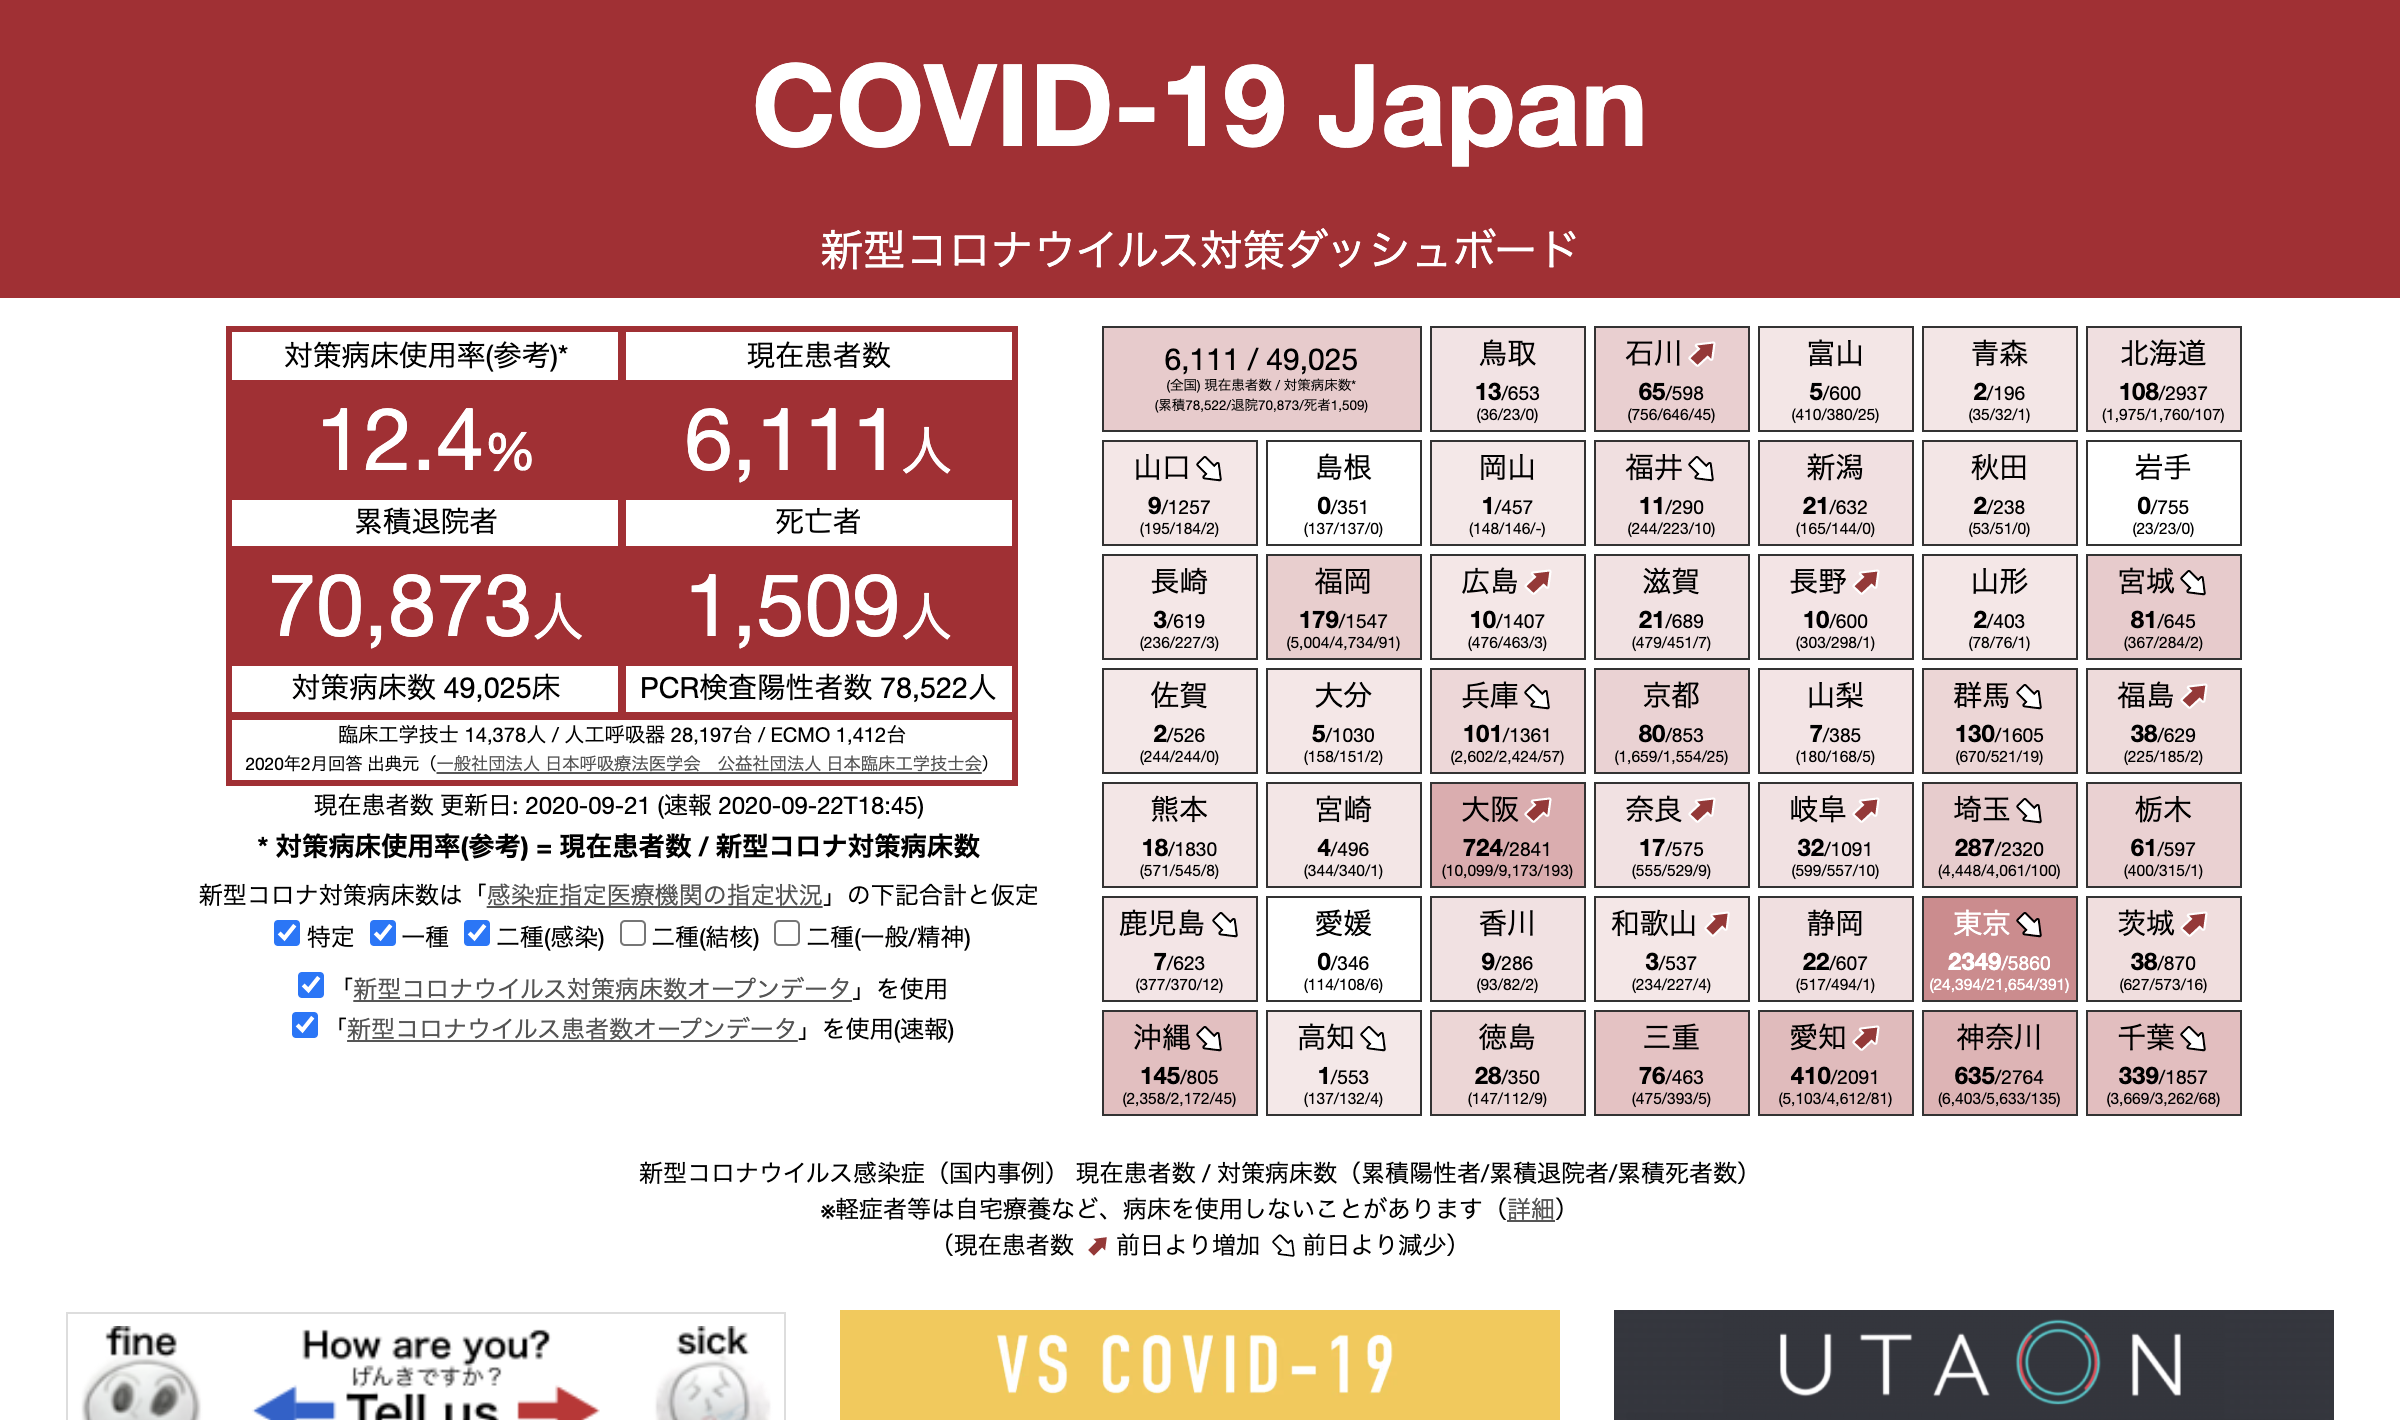 COVID-19 Japan
新型コロナウイルス対策ダッシュボード
対策病床使用率(参考)*
現在患者数
12.4%
6,111人
累積退院者
死亡者
70,873人
1,509人
対策病床数 49,025床
PCR検査陽性者数 78,522人
臨床工学技士 14,378人 / 人工呼吸器 28,197台 / ECMO 1,412台
2020年2月回答 出典元（一般社団法人 日本呼吸療法医学会　公益社団法人 日本臨床工学技士会）
現在患者数 更新日: 2020-09-21 (速報 2020-09-22T18:45)
* 対策病床使用率(参考) = 現在患者数 / 新型コロナ対策病床数
新型コロナ対策病床数は「感染症指定医療機関の指定状況」の下記合計と仮定
特定 一種 二種(感染) 二種(結核) 二種(一般/精神)
「新型コロナウイルス対策病床数オープンデータ」を使用
「新型コロナウイルス患者数オープンデータ」を使用(速報)
6,111 / 49,025
(全国) 現在患者数 / 対策病床数*
(累積78,522/退院70,873/死者1,509)
鳥取
13/653
(36/23/0)
石川
65/598
(756/646/45)
富山
5/600
(410/380/25)
青森
2/196
(35/32/1)
北海道
108/2937
(1,975/1,760/107)
山口
9/1257
(195/184/2)
島根
0/351
(137/137/0)
岡山
1/457
(148/146/-)
福井
11/290
(244/223/10)
新潟
21/632
(165/144/0)
秋田
2/238
(53/51/0)
岩手
0/755
(23/23/0)
長崎
3/619
(236/227/3)
福岡
179/1547
(5,004/4,734/91)
広島
10/1407
(476/463/3)
滋賀
21/689
(479/451/7)
長野
10/600
(303/298/1)
山形
2/403
(78/76/1)
宮城
81/645
(367/284/2)
佐賀
2/526
(244/244/0)
大分
5/1030
(158/151/2)
兵庫
101/1361
(2,602/2,424/57)
京都
80/853
(1,659/1,554/25)
山梨
7/385
(180/168/5)
群馬
130/1605
(670/521/19)
福島
38/629
(225/185/2)
熊本
18/1830
(571/545/8)
宮崎
4/496
(344/340/1)
大阪
724/2841
(10,099/9,173/193)
奈良
17/575
(555/529/9)
岐阜
32/1091
(599/557/10)
埼玉
287/2320
(4,448/4,061/100)
栃木
61/597
(400/315/1)
鹿児島
7/623
(377/370/12)
愛媛
0/346
(114/108/6)
香川
9/286
(93/82/2)
和歌山
3/537
(234/227/4)
静岡
22/607
(517/494/1)
東京
2349/5860
(24,394/21,654/391)
茨城
38/870
(627/573/16)
沖縄
145/805
(2,358/2,172/45)
高知
1/553
(137/132/4)
徳島
28/350
(147/112/9)
三重
76/463
(475/393/5)
愛知
410/2091
(5,103/4,612/81)
神奈川
635/2764
(6,403/5,633/135)
千葉
339/1857
(3,669/3,262/68)
新型コロナウイルス感染症（国内事例） 現在患者数 / 対策病床数（累積陽性者/累積退院者/累積死者数）
※軽症者等は自宅療養など、病床を使用しないことがあります（詳細）
（現在患者数 前日より増加 前日より減少）
fine
How are you?
sick
げんきですか？
Tell us
VS COVID-19
UTAON